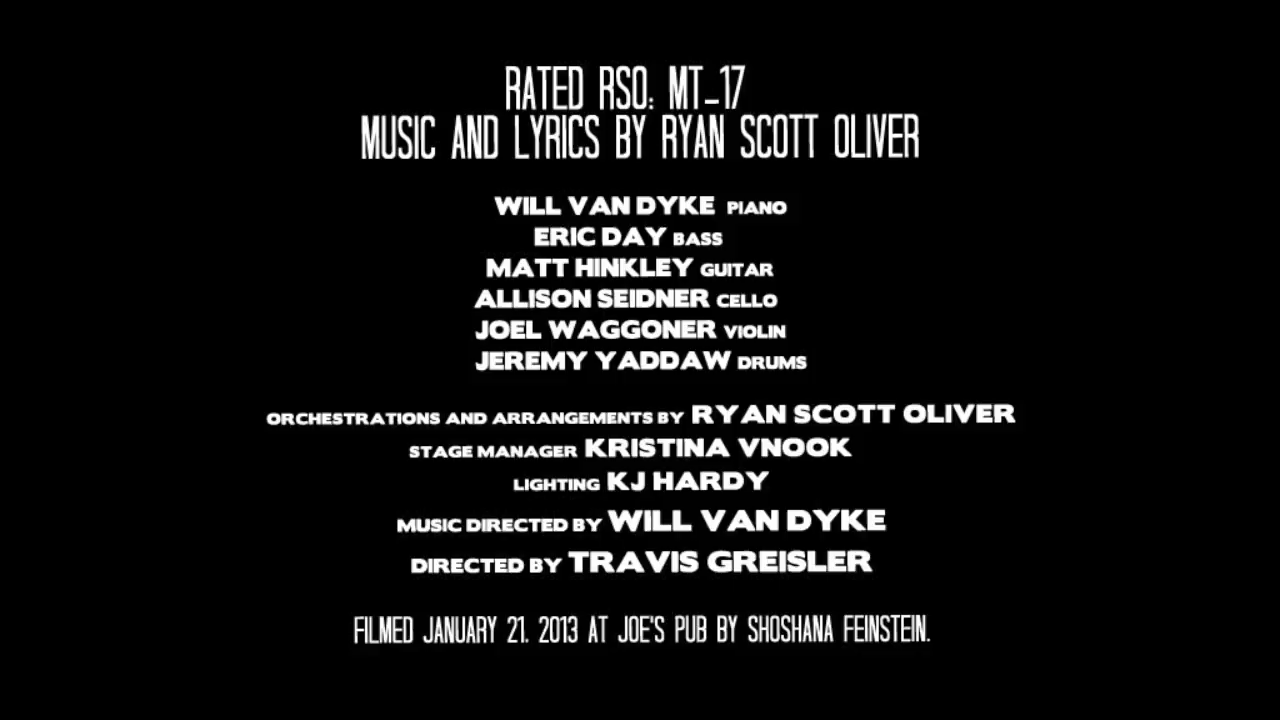 RATED RSO: MT-17
MUSIC AND LYRICS BY RYAN SCOTT OLIVER
WILL VAN DYKE PIANO
ERIC DAY BASS
MATT HINKLEY GUITAR
ALLISON SEIDNER CELLO
JOEL WAGGONER VIOLIN
JEREMY YADDAW DRUMS
ORCHESTRATIONS AND ARRANGEMENTS BY RYAN SCOTT OLIVER
STAGE MANAGER KRISTINA VNOOK
LIGHTING KJ HARDY
MUSIC DIRECTED BY WILL VAN DYKE
DIRECTED BY TRAVIS GREISLER
FILMED JANUARY 21, 2013 AT JOE'S PUB BY SHOSHANA FEINSTEIN.